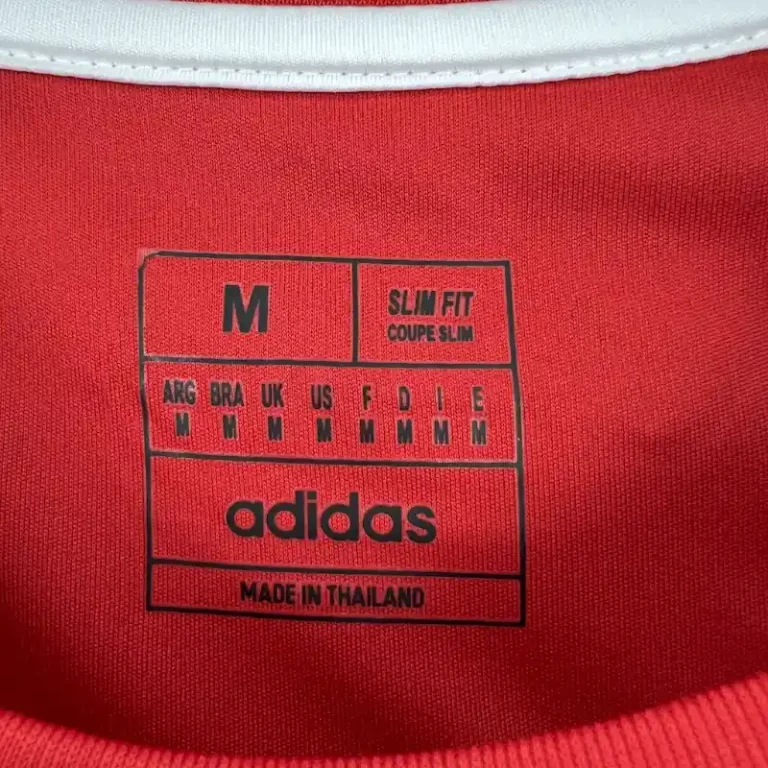 M
SLIM FIT
COUPE SLIM
ARG BRA UK US F D I E
M M M M M M M M
adidas
MADE IN THAILAND